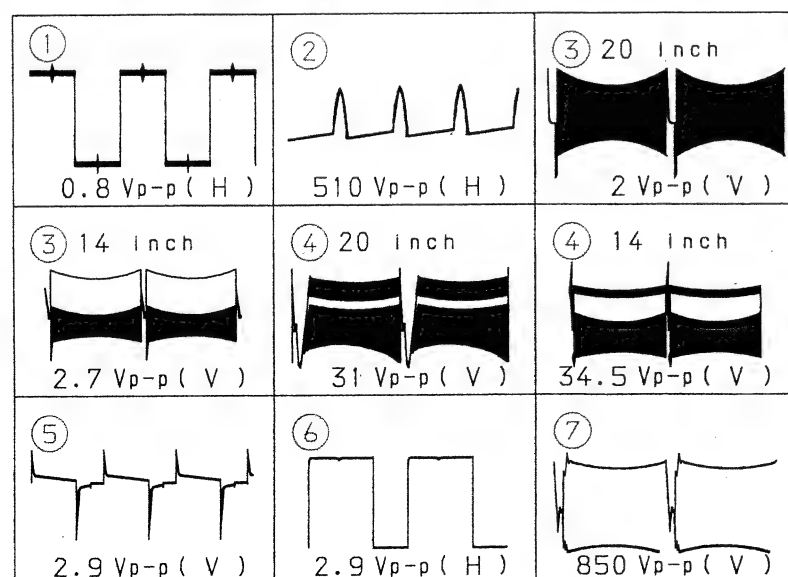 ① 
0.8 Vp-p ( H )
②
510 Vp-p ( H )
③ 20 inch
2 Vp-p ( V )
③ 14 inch
2.7 Vp-p ( V )
④ 20 inch
31 Vp-p ( V )
④ 14 inch
34.5 Vp-p ( V )
⑤
2.9 Vp-p ( V )
⑥
2.9 Vp-p ( H )
⑦
850 Vp-p ( V )